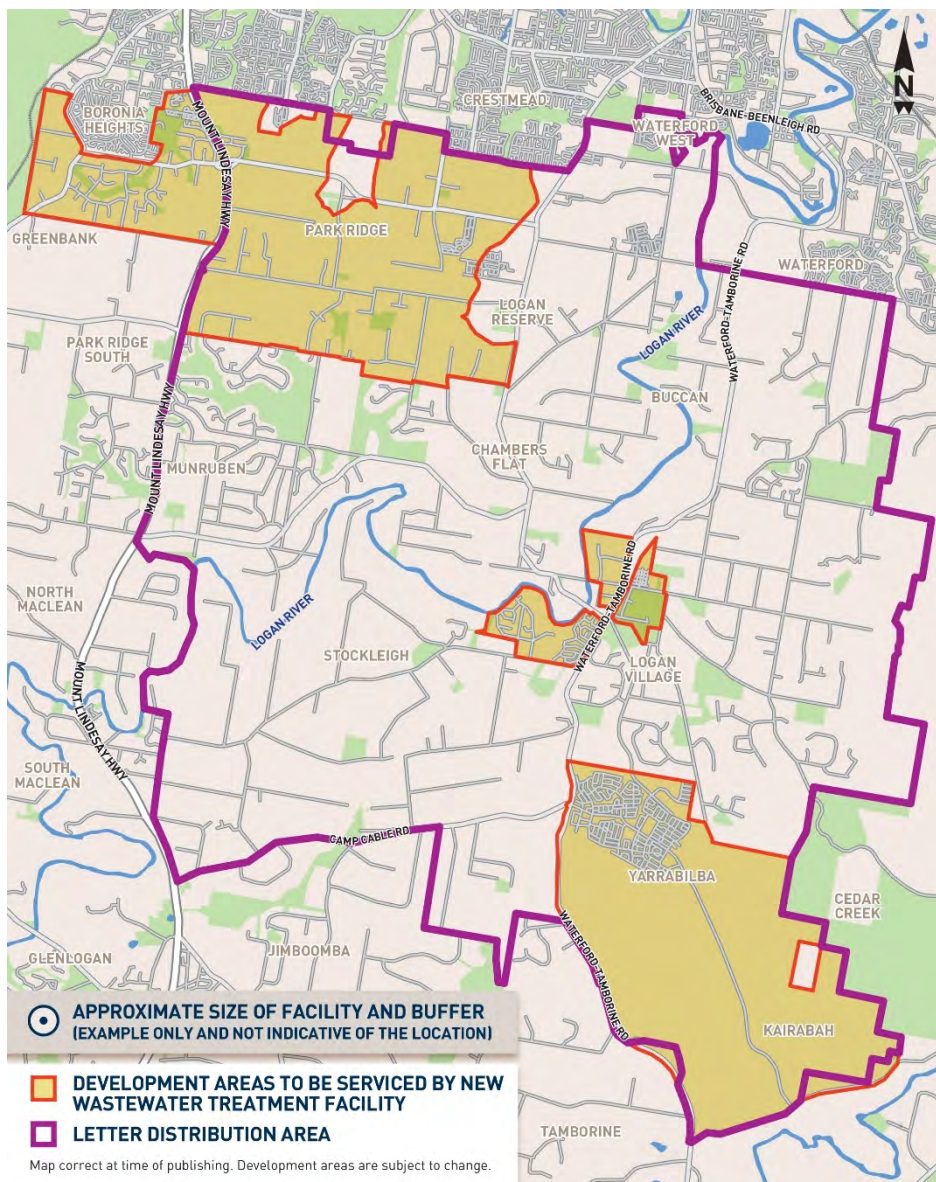 N
BORONIA
HEIGHTS
MOUNT LINDESAY HWY
CRESTMEAD
BRISBANE-BEENLEIGH RD
WATERFORD
WEST
GREENBANK
PARK RIDGE
WATERFORD
WATERFORD-TAMBORINE RD
LOGAN
RESERVE
LOGAN RIVER
PARK RIDGE
SOUTH
BUCCAN
MOUNT LINDESAY HWY
MUNRUBEN
CHAMBERS
FLAT
NORTH
MACLEAN
LOGAN RIVER
WATERFORD-TAMBORINE RD
STOCKLEIGH
LOGAN
VILLAGE
MOUNT LINDESAY HWY
SOUTH
MACLEAN
CAMP CABLE RD
YARRABILBA
CEDAR
CREEK
GLENLOGAN
JIMBOOMBA
WATERFORD-TAMBORINE RD
KAIRABAH
TAMBORINE
APPROXIMATE SIZE OF FACILITY AND BUFFER
(EXAMPLE ONLY AND NOT INDICATIVE OF THE LOCATION)
DEVELOPMENT AREAS TO BE SERVICED BY NEW
WASTEWATER TREATMENT FACILITY
LETTER DISTRIBUTION AREA
Map correct at time of publishing. Development areas are subject to change.